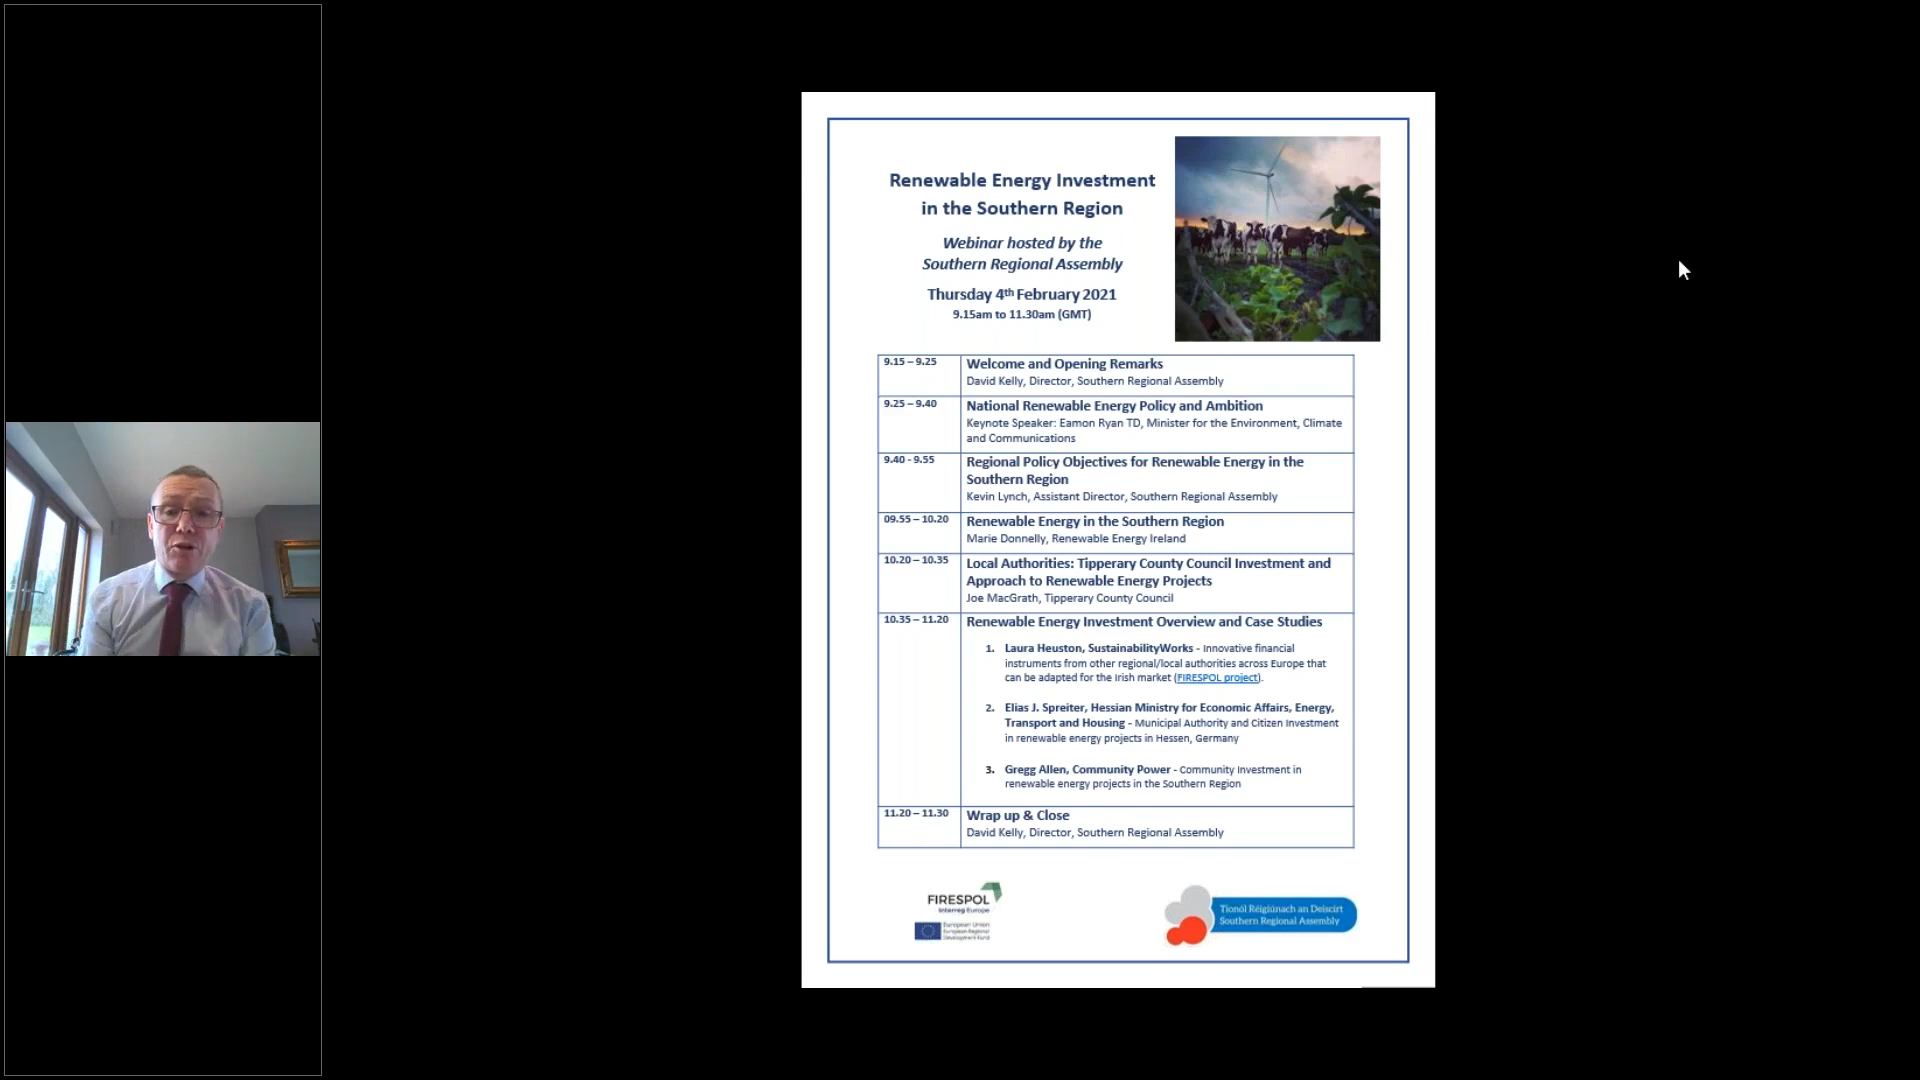 Renewable Energy Investment
in the Southern Region
Webinar hosted by the
Southern Regional Assembly
Thursday 4th February 2021
9.15am to 11.30am (GMT)
9.15 – 9.25
Welcome and Opening Remarks
David Kelly, Director, Southern Regional Assembly
9.25 – 9.40
National Renewable Energy Policy and Ambition
Keynote Speaker: Eamon Ryan TD, Minister for the Environment, Climate
and Communications
9.40 - 9.55
Regional Policy Objectives for Renewable Energy in the
Southern Region
Kevin Lynch, Assistant Director, Southern Regional Assembly
09.55 – 10.20
Renewable Energy in the Southern Region
Marie Donnelly, Renewable Energy Ireland
10.20 – 10.35
Local Authorities: Tipperary County Council Investment and
Approach to Renewable Energy Projects
Joe MacGrath, Tipperary County Council
10.35 – 11.20
Renewable Energy Investment Overview and Case Studies
1. Laura Heuston, SustainabilityWorks - Innovative financial
instruments from other regional/local authorities across Europe that
can be adapted for the Irish market (FIRESPOL project).
2. Elias J. Spreiter, Hessian Ministry for Economic Affairs, Energy,
Transport and Housing - Municipal Authority and Citizen Investment
in renewable energy projects in Hessen, Germany
3. Gregg Allen, Community Power - Community Investment in
renewable energy projects in the Southern Region
11.20 – 11.30
Wrap up & Close
David Kelly, Director, Southern Regional Assembly
FIRESPOL
Interreg Europe
European Union
European Regional
Development Fund
Tionól Réigiúnach an Deiscirt
Southern Regional Assembly